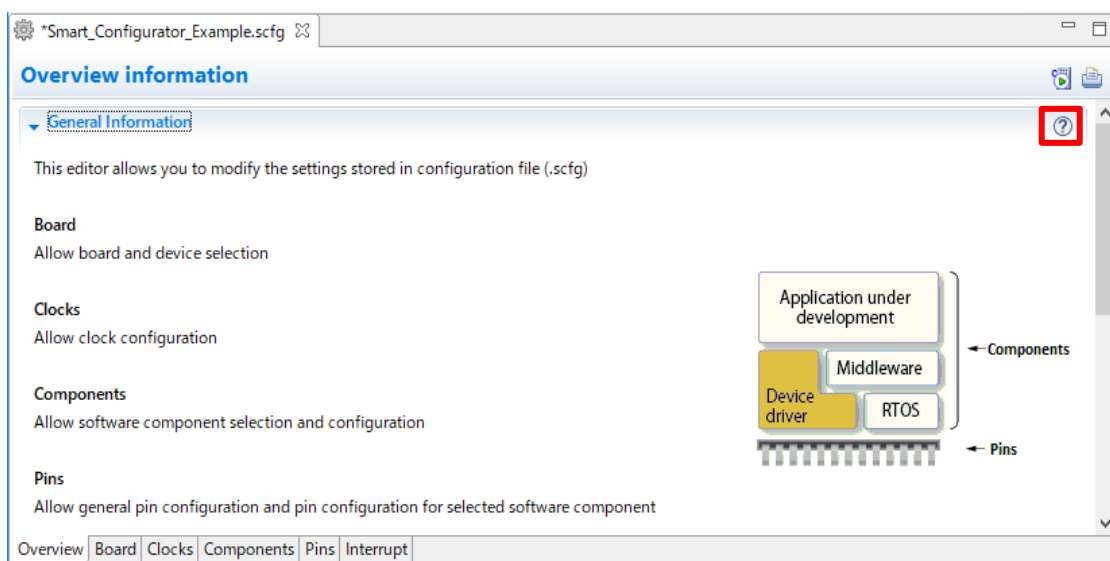 *Smart_Configurator_Example.scfg
Overview information
General Information
This editor allows you to modify the settings stored in configuration file (.scfg)
Board
Allow board and device selection
Clocks
Allow clock configuration
Components
Allow software component selection and configuration
Pins
Allow general pin configuration and pin configuration for selected software component
Application under
development
Middleware
Device
driver
RTOS
Components
Pins
Overview Board Clocks Components Pins Interrupt